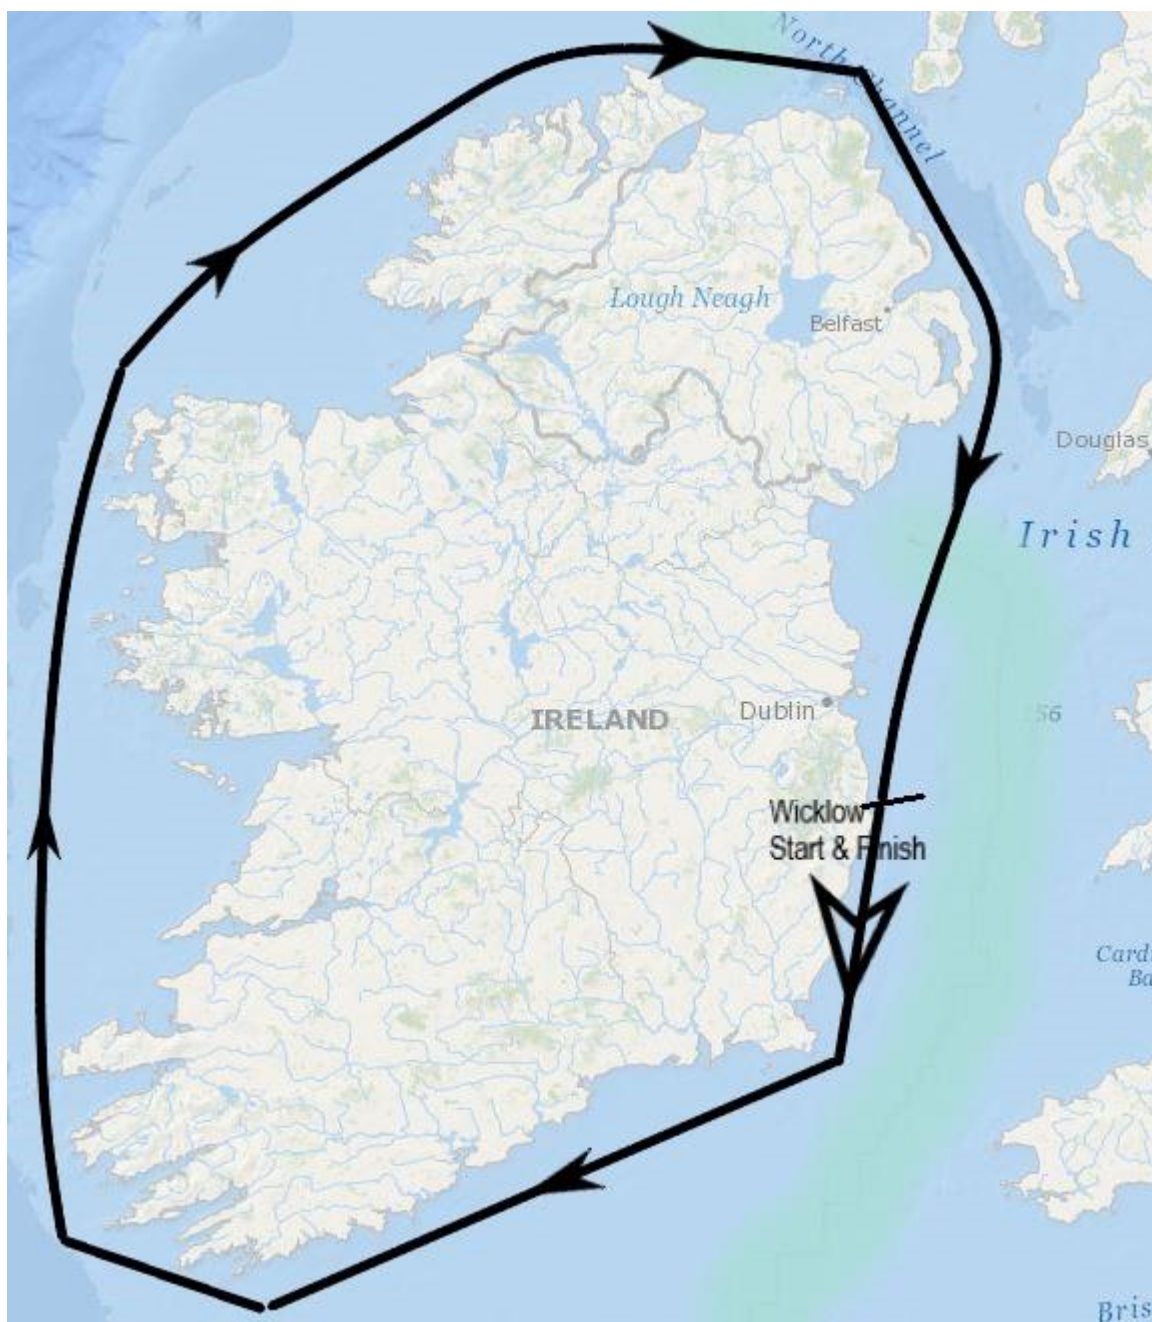 North Channel
Lough Neagh
Belfast
Douglas
Irish
Dublin
IRELAND
56
Wicklow
Start & Finish
Cardi
Ba
Bris